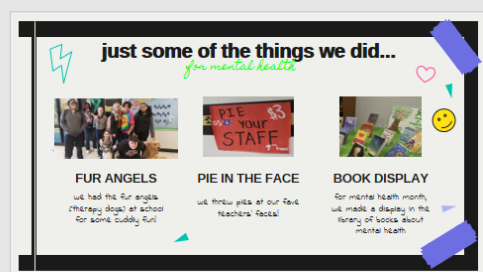 just some of the things we did...
for mental health
PIE $3
your
STAFF
FUR ANGELS
PIE IN THE FACE
BOOK DISPLAY
we had the fur angels
(therapy dogs) at school
for some cuddly fun!
we threw pies at our fave
teachers' faces!
for mental health month,
we made a display in the
library of books about
mental health